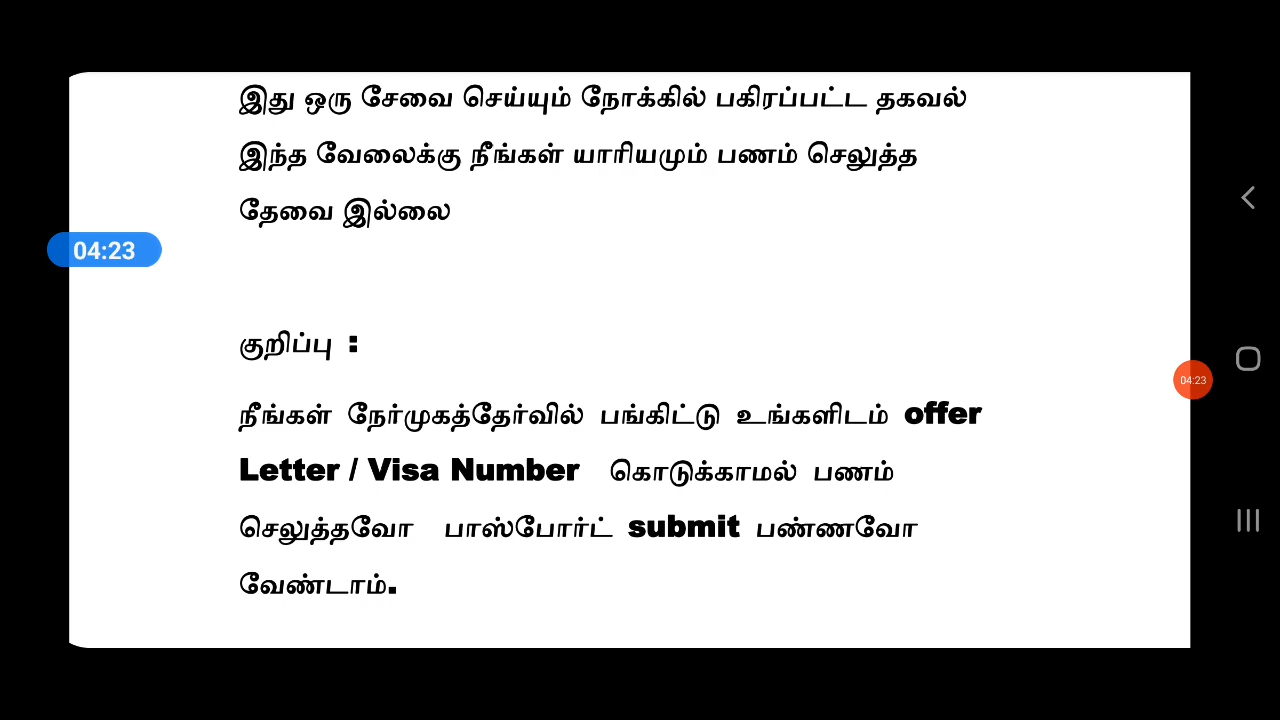 இது ஒரு சேவை செய்யும் நோக்கில் பகிரப்பட்ட தகவல்
இந்த வேலைக்கு நீங்கள் யாரியமும் பணம் செலுத்த
தேவை இல்லை
04:23
குறிப்பு :
04:23
நீங்கள் நேர்முகத்தேர்வில் பங்கிட்டு உங்களிடம் offer
Letter / Visa Number கொடுக்காமல் பணம்
செலுத்தவோ பாஸ்போர்ட் submit பண்ணவோ
வேண்டாம்.